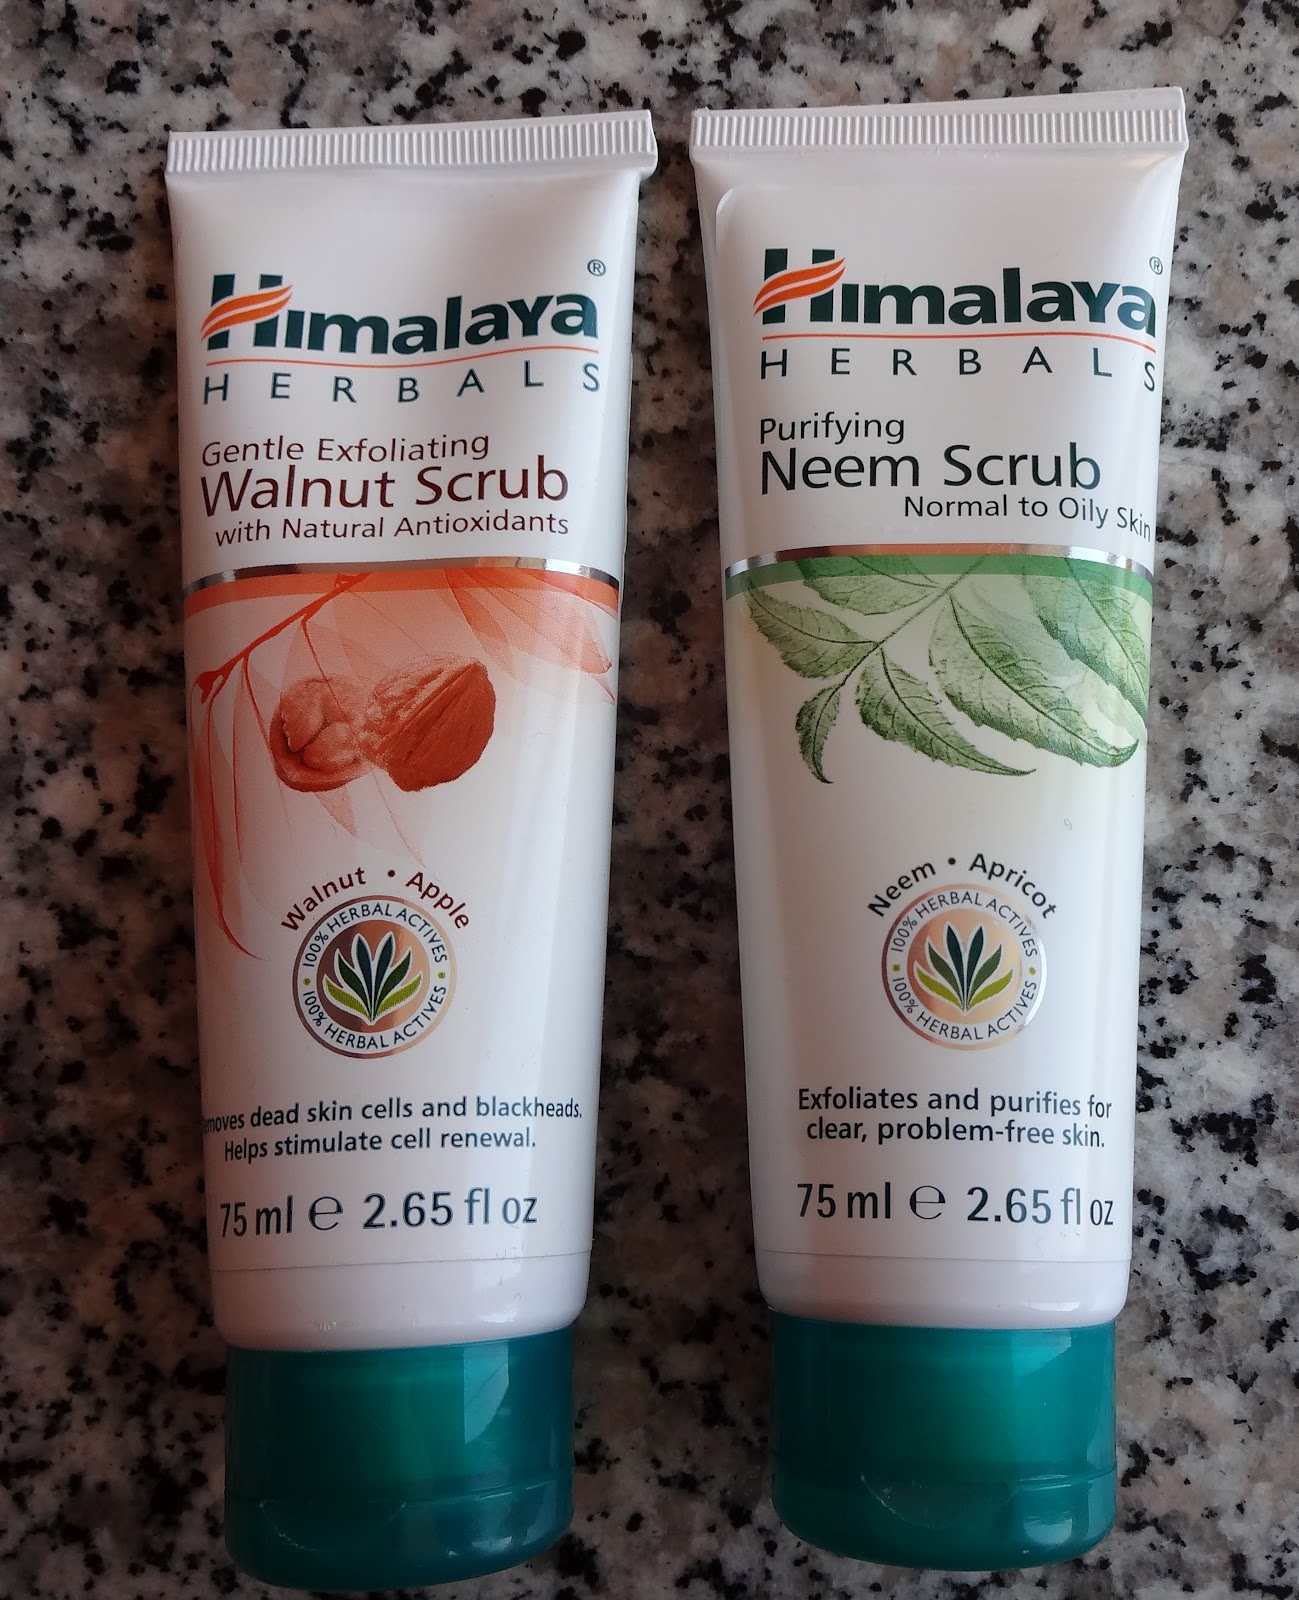 Himalaya®
HERBALS
Gentle Exfoliating
Walnut Scrub
with Natural Antioxidants
Walnut • Apple
100% HERBAL ACTIVES •
100% HERBAL ACTIVES •
moves dead skin cells and blackheads.
Helps stimulate cell renewal.
75 ml e 2.65 fl oz
Himalaya®
HERBALS
Purifying
Neem Scrub
Normal to Oily Skin
Neem • Apricot
100% HERBAL ACTIVES •
100% HERBAL ACTIVES •
Exfoliates and purifies for
clear, problem-free skin.
75 ml e 2.65 fl oz